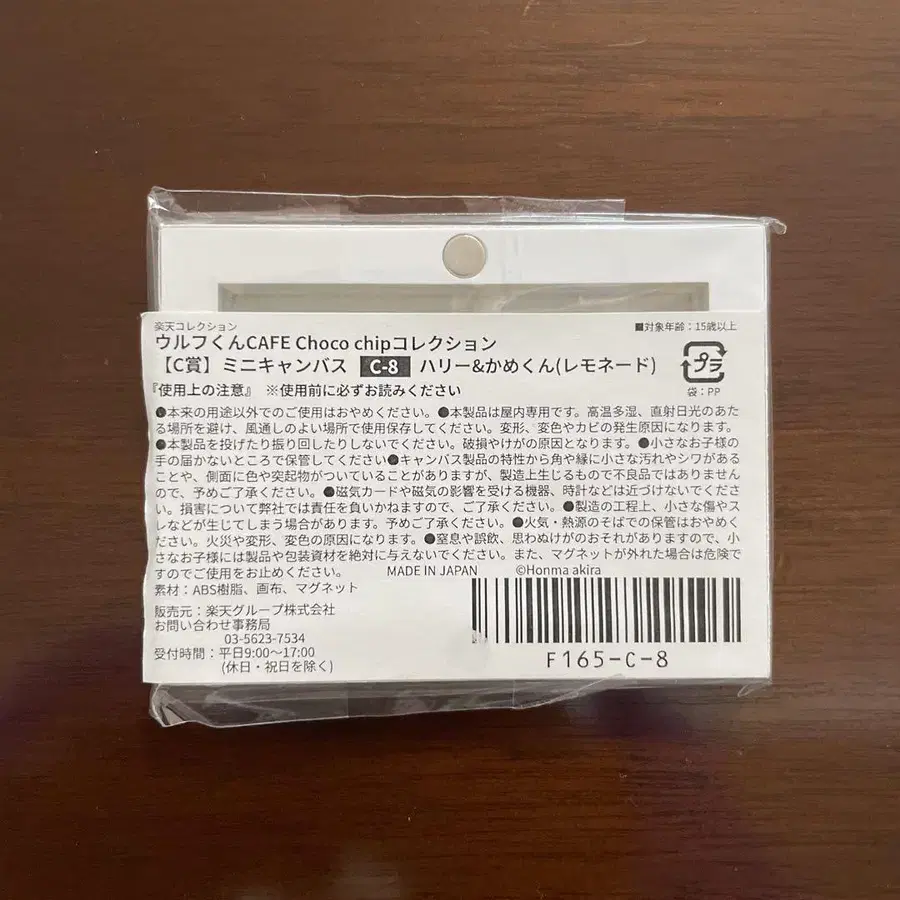 楽天コレクション
■対象年齢：15歳以上
ウルフくんCAFE Choco chipコレクション
【C賞】ミニキャンバス C-8 ハリー&かめくん(レモネード)
プラ
袋：PP
『使用上の注意』 ※使用前に必ずお読みください
●本来の用途以外でのご使用はおやめください。●本製品は屋内専用です。高温多湿、直射日光のあた
る場所を避け、風通しのよい場所で使用保存してください。変形、変色やカビの発生原因になります。
●本製品を投げたり振り回したりしないでください。破損やけがの原因となります。●小さなお子様の
手の届かないところで保管してください●キャンバス製品の特性から角や縁に小さな汚れやシワがあ
ることや、側面に色や突起物がついていることがありますが、製造上生じるもので不良品ではありません
ので、予めご了承ください。●磁気カードや磁気の影響を受ける機器、時計などは近づけないでくださ
い。損害について弊社では責任を負いかねますので、ご了承ください。●製造の工程上、小さな傷やス
レなどが生じてしまう場合があります。予めご了承ください。●火気・熱源のそばでの保管はおやめく
ださい。火災や変形、変色の原因になります。●窒息や誤飲、思わぬけがのおそれがありますので、小
さなお子様には製品や包装資材を絶対に与えないでください。また、マグネットが外れた場合は危険で
すのでご使用をお止めください。 MADE IN JAPAN ©Honma akira
素材：ABS樹脂、画布、マグネット
販売元：楽天グループ株式会社
お問い合わせ事務局
03-5623-7534
受付時間：平日9:00～17:00
(休日・祝日を除く)
F165-C-8